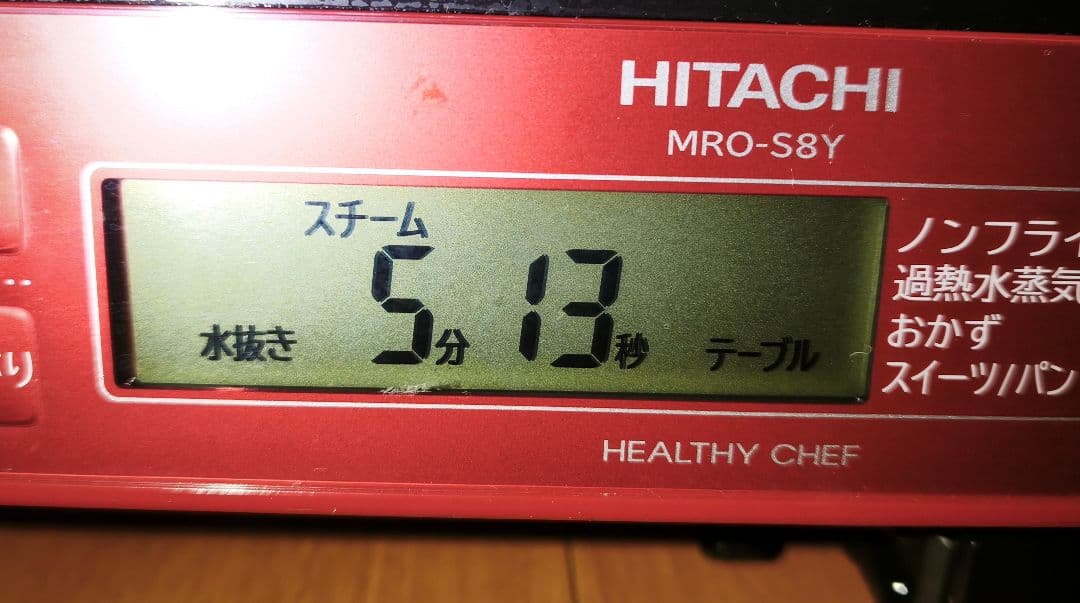 HITACHI
MRO-S8Y
スチーム
水抜き 5分 13秒 テーブル
ノンフライ
過熱水蒸気
おかず
スイーツ/パン
HEALTHY CHEF